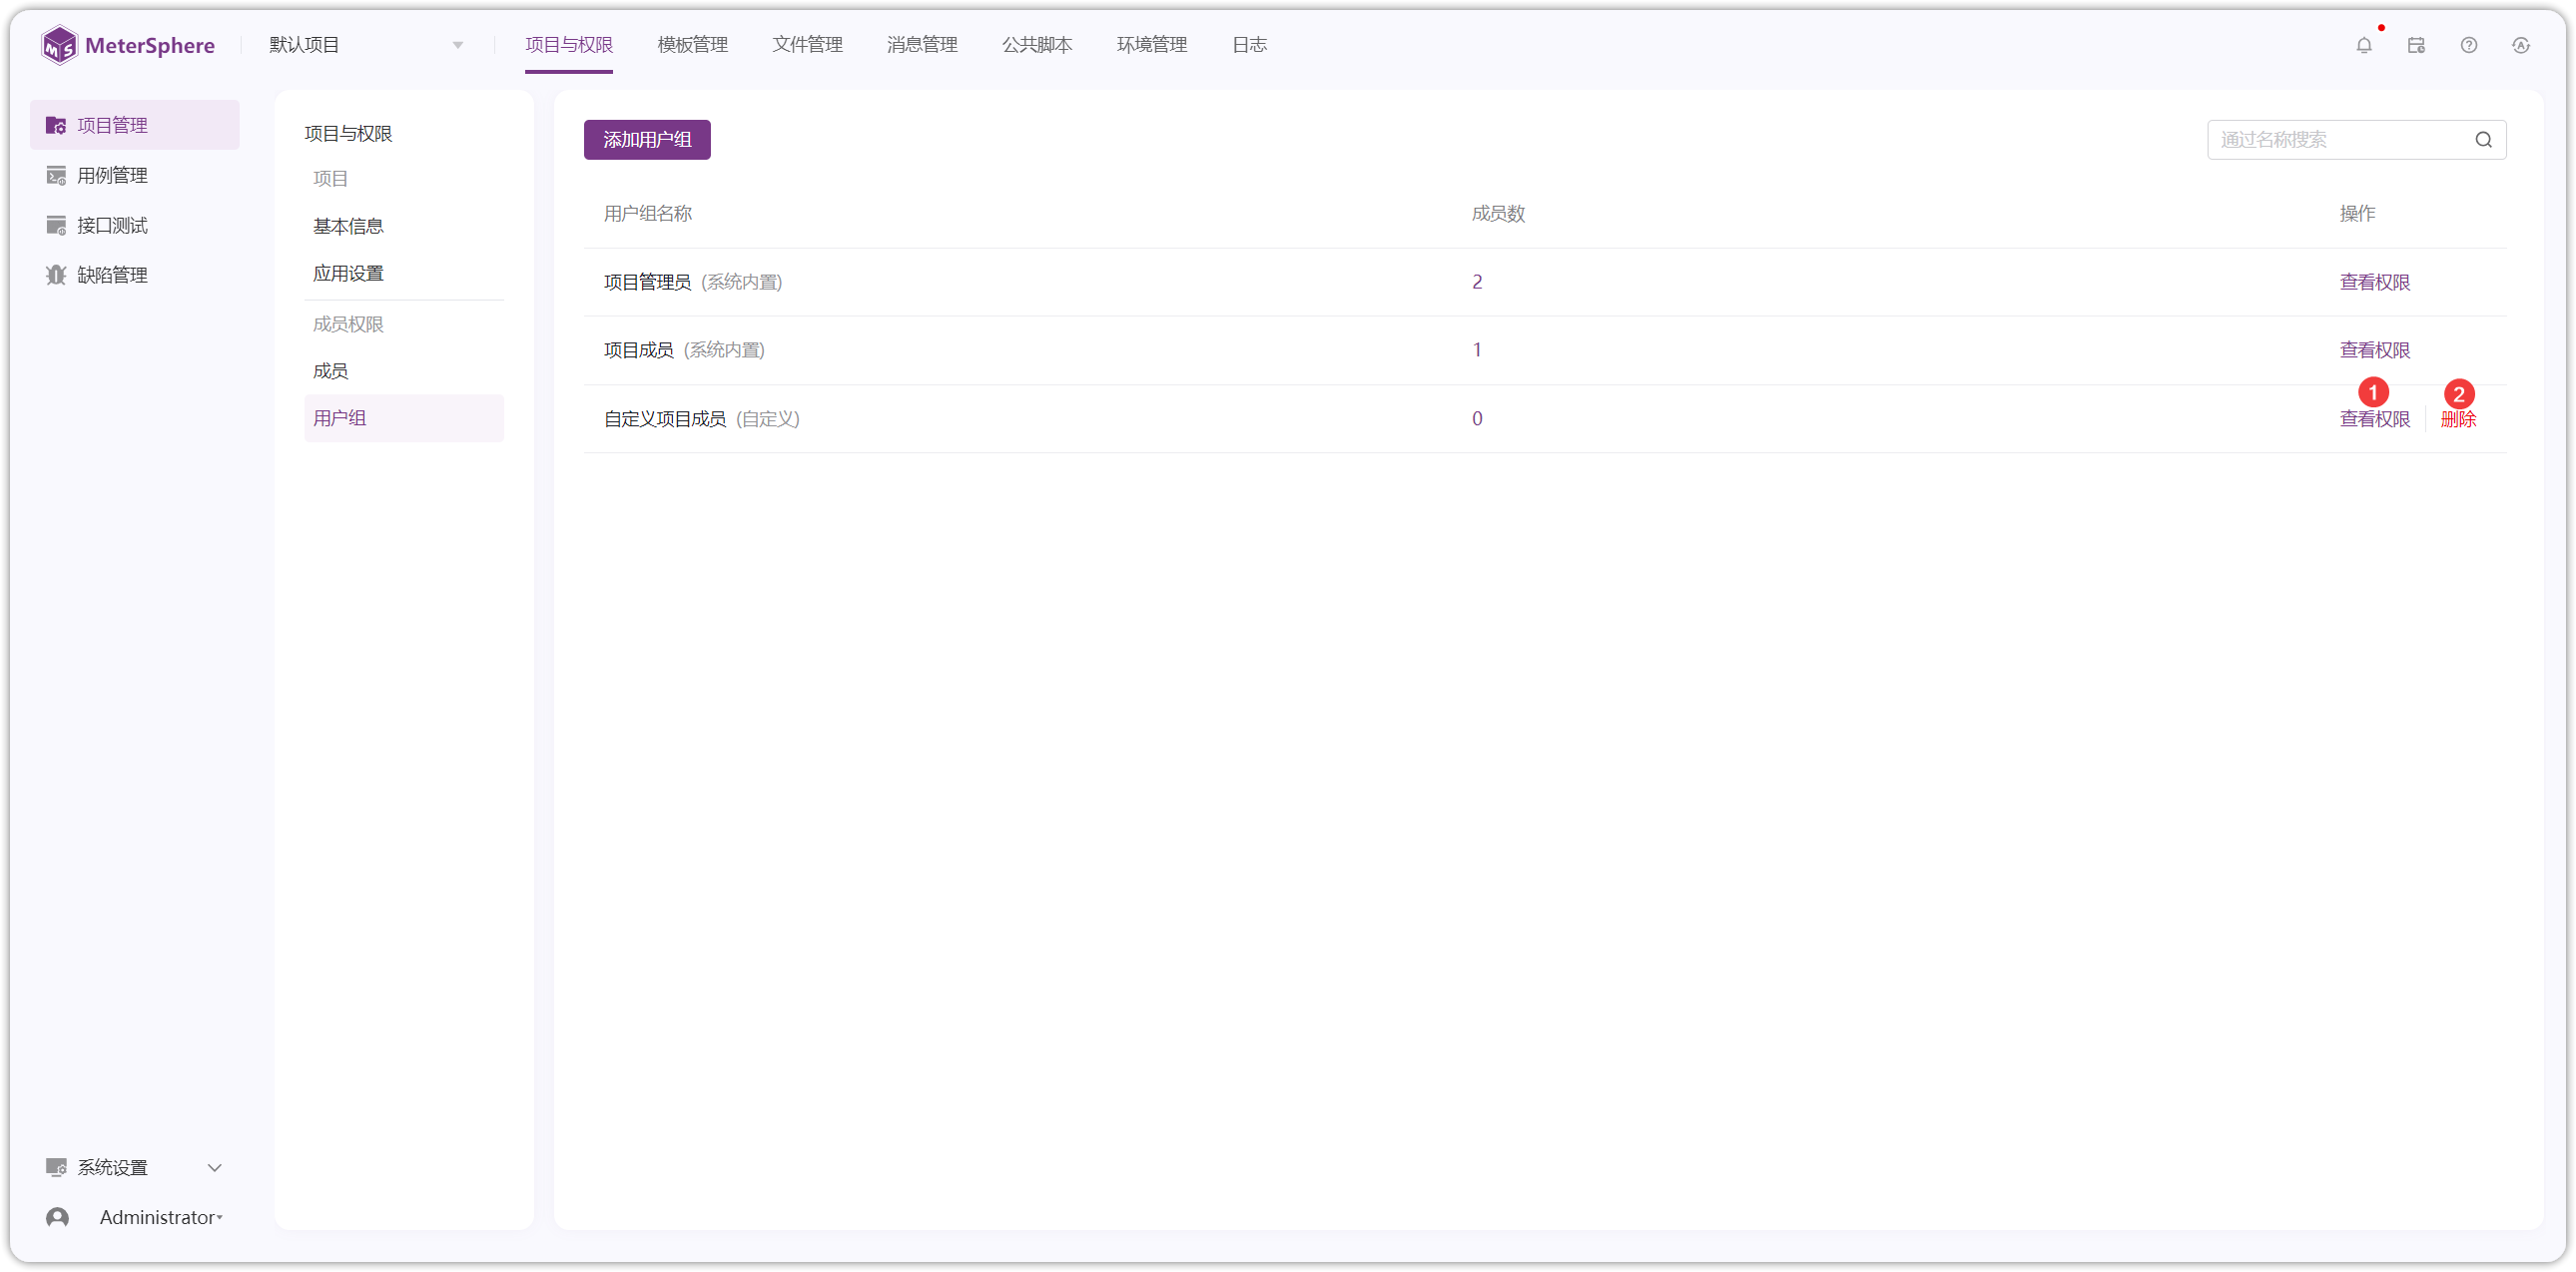 MeterSphere
默认项目
项目与权限
模板管理
文件管理
消息管理
公共脚本
环境管理
日志
项目管理
用例管理
接口测试
缺陷管理
项目与权限
项目
基本信息
应用设置
成员权限
成员
用户组
添加用户组
通过名称搜索
用户组名称 成员数 操作
项目管理员 (系统内置) 2 查看权限
项目成员 (系统内置) 1 查看权限
1 2
自定义项目成员 (自定义) 0 查看权限 删除
系统设置
Administrator